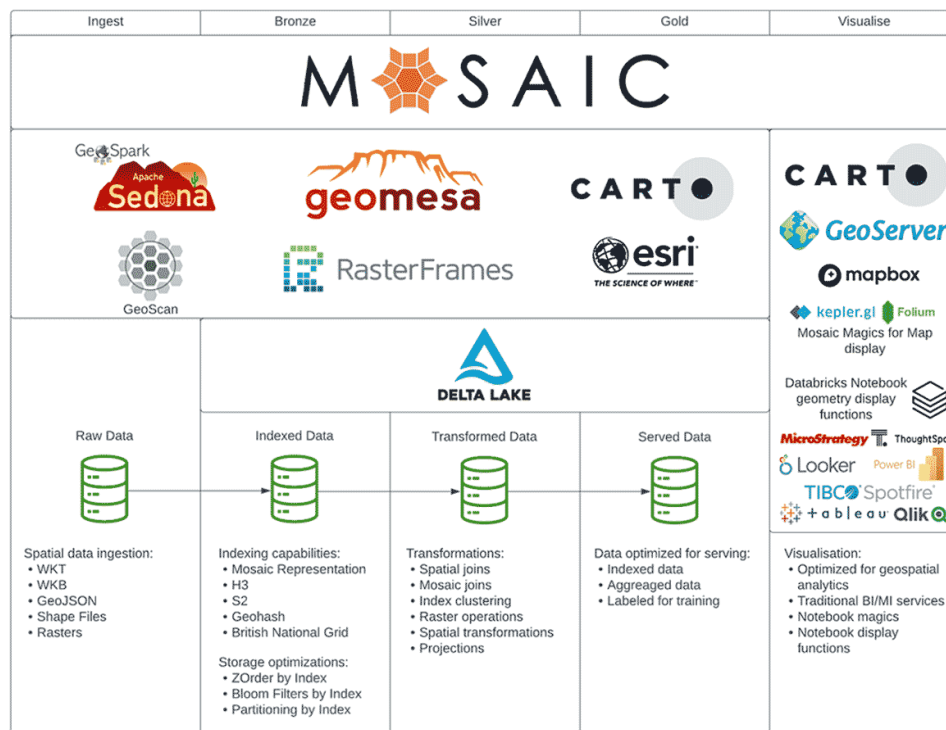 Ingest
Bronze
Silver
Gold
Visualise
MOSAIC
GeoSpark
Apache
Sedona
GeoScan
geomesa
RasterFrames
CARTO
esri
THE SCIENCE OF WHERE™
CARTO
GeoServer
mapbox
kepler.gl
Folium
Mosaic Magics for Map
display
Databricks Notebook
geometry display
functions
MicroStrategy
ThoughtSpo
Looker
Power BI
TIBCO Spotfire®
+ableau
Qlik
DELTA LAKE
Raw Data
Indexed Data
Transformed Data
Served Data
Spatial data ingestion:
• WKT
• WKB
• GeoJSON
• Shape Files
• Rasters
Indexing capabilities:
• Mosaic Representation
• H3
• S2
• Geohash
• British National Grid
Storage optimizations:
• ZOrder by Index
• Bloom Filters by Index
• Partitioning by Index
Transformations:
• Spatial joins
• Mosaic joins
• Index clustering
• Raster operations
• Spatial transformations
• Projections
Data optimized for serving:
• Indexed data
• Aggreaged data
• Labeled for training
Visualisation:
• Optimized for geospatial
analytics
• Traditional BI/MI services
• Notebook magics
• Notebook display
functions